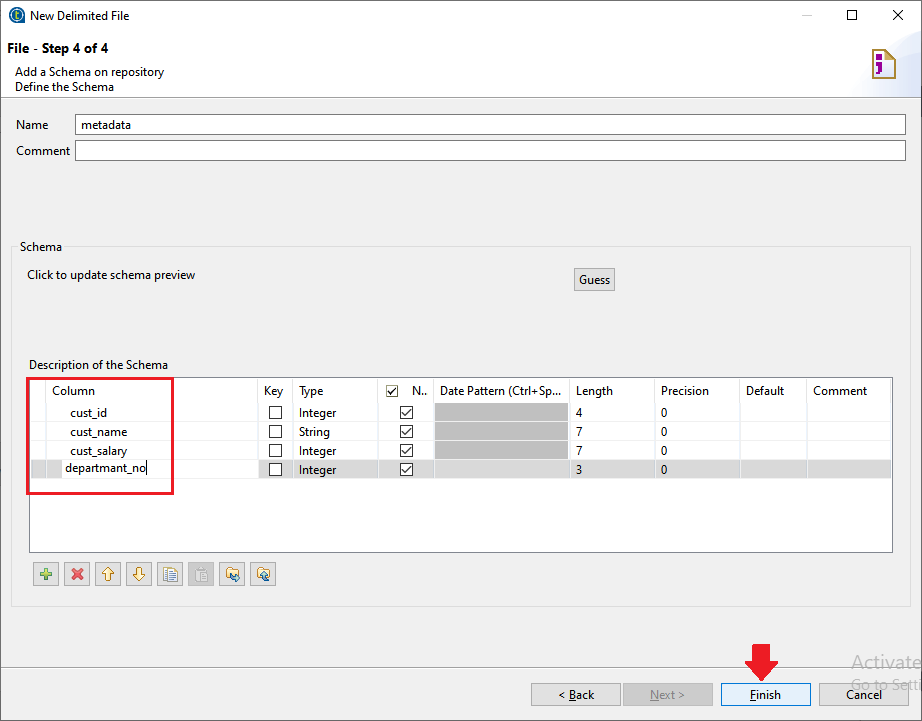 New Delimited File
File - Step 4 of 4
Add a Schema on repository
Define the Schema
Name metadata
Comment
Schema
Click to update schema preview Guess
Description of the Schema
Column Key Type N.. Date Pattern (Ctrl+Sp... Length Precision Default Comment
cust_id Integer 4 0
cust_name String 7 0
cust_salary Integer 7 0
departmant_no Integer 3 0
Activate
Go to Setti
< Back Next > Finish Cancel